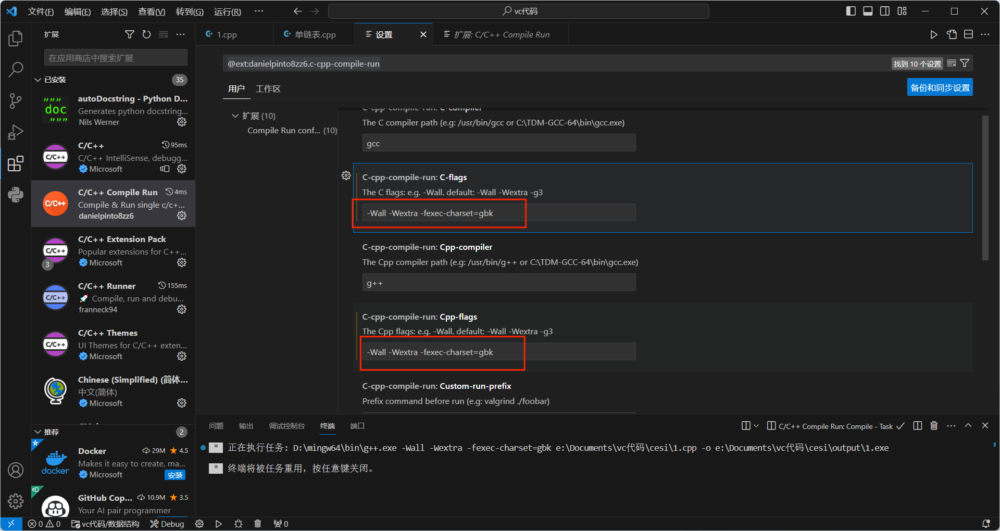 文件(F) 编辑(E) 选择(S) 查看(V) 转到(G) 运行(R) ··· vc代码
扩展
在应用商店中搜索扩展
已安装 35
autoDocstring - Python D...
Generates python docstring...
Nils Werner
C/C++ 95ms
C/C++ IntelliSense, debugg...
Microsoft
C/C++ Compile Run 4ms
Compile & Run single c/c+...
danielpinto8zz6
C/C++ Extension Pack
Popular extensions for C++...
Microsoft
3
C/C++ Runner 155ms
🚀 Compile, run and debu...
franneck94
C/C++ Themes
UI Themes for C/C++ exten...
Microsoft
Chinese (Simplified) (简体...
中文(简体)
Microsoft
推荐 2
Docker 29M 4.5
Makes it easy to create, ma...
Microsoft 安装
GitHub Cop... 10.9M 3.5
Your AI pair programmer
doc
C/C++
C/C++
C/C++
C/C++
C/C++
docker
1.cpp 单链表.cpp 设置 扩展: C/C++ Compile Run
@ext:danielpinto8zz6.c-cpp-compile-run 找到 10 个设置
用户 工作区 备份和同步设置
扩展 (10)
Compile Run conf... (10)
C-cpp-compile-run: C-compiler
The C compiler path (e.g: /usr/bin/gcc or C:\TDM-GCC-64\bin\gcc.exe)
gcc
C-cpp-compile-run: C-flags
The C flags: e.g. -Wall. default: -Wall -Wextra -g3
-Wall -Wextra -fexec-charset=gbk
C-cpp-compile-run: Cpp-compiler
The Cpp compiler path (e.g: /usr/bin/g++ or C:\TDM-GCC-64\bin\gcc.exe)
g++
C-cpp-compile-run: Cpp-flags
The Cpp flags: e.g. -Wall. default: -Wall -Wextra -g3
-Wall -Wextra -fexec-charset=gbk
C-cpp-compile-run: Custom-run-prefix
Prefix command before run (e.g: valgrind ./foobar)
问题 输出 调试控制台 终端 端口 C/C++ Compile Run: Compile - Task
* 正在执行任务: D:\mingw64\bin\g++.exe -Wall -Wextra -fexec-charset=gbk e:\Documents\vc代码\cesi\1.cpp -o e:\Documents\vc代码\cesi\output\1.exe
* 终端将被任务重用，按任意键关闭。
0 0 vc代码/数据结构 Debug 0